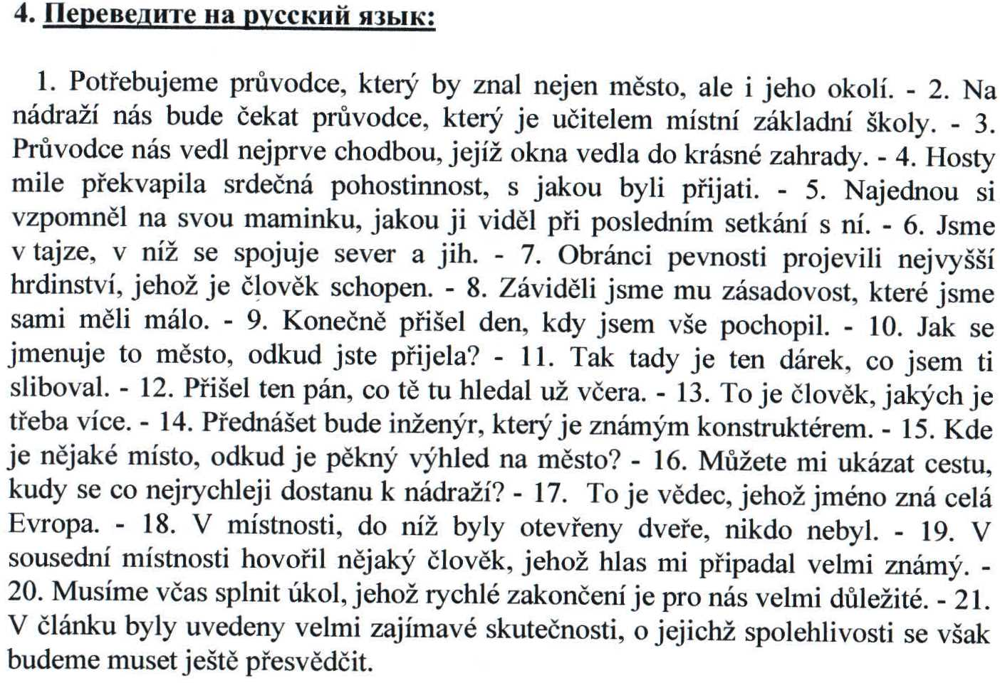 4. Переведите на русский язык:
1. Potřebujeme průvodce, který by znal nejen město, ale i jeho okolí. - 2. Na
nádraží nás bude čekat průvodce, který je učitelem místní základní školy. - 3.
Průvodce nás vedl nejprve chodbou, jejíž okna vedla do krásné zahrady. - 4. Hosty
mile překvapila srdečná pohostinnost, s jakou byli přijati. - 5. Najednou si
vzpomněl na svou maminku, jakou ji viděl při posledním setkání s ní. - 6. Jsme
v tajze, v níž se spojuje sever a jih. - 7. Obránci pevnosti projevili nejvyšší
hrdinství, jehož je člověk schopen. - 8. Záviděli jsme mu zásadovost, které jsme
sami měli málo. - 9. Konečně přišel den, kdy jsem vše pochopil. - 10. Jak se
jmenuje to město, odkud jste přijela? - 11. Tak tady je ten dárek, co jsem ti
sliboval. - 12. Přišel ten pán, co tě tu hledal už včera. - 13. To je člověk, jakých je
třeba více. - 14. Přednášet bude inženýr, který je známým konstruktérem. - 15. Kde
je nějaké místo, odkud je pěkný výhled na město? - 16. Můžete mi ukázat cestu,
kudy se co nejrychleji dostanu k nádraží? - 17. To je vědec, jehož jméno zná celá
Evropa. - 18. V místnosti, do níž byly otevřeny dveře, nikdo nebyl. - 19. V
sousední místnosti hovořil nějaký člověk, jehož hlas mi připadal velmi známý. -
20. Musíme včas splnit úkol, jehož rychlé zakončení je pro nás velmi důležité. - 21.
V článku byly uvedeny velmi zajímavé skutečnosti, o jejichž spolehlivosti se však
budeme muset ještě přesvědčit.